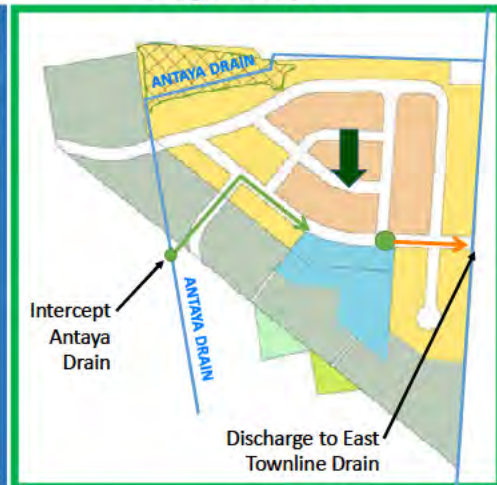 ANTAYA DRAIN
Intercept
Antaya
Drain
ANTAYA DRAIN
Discharge to East
Townline Drain